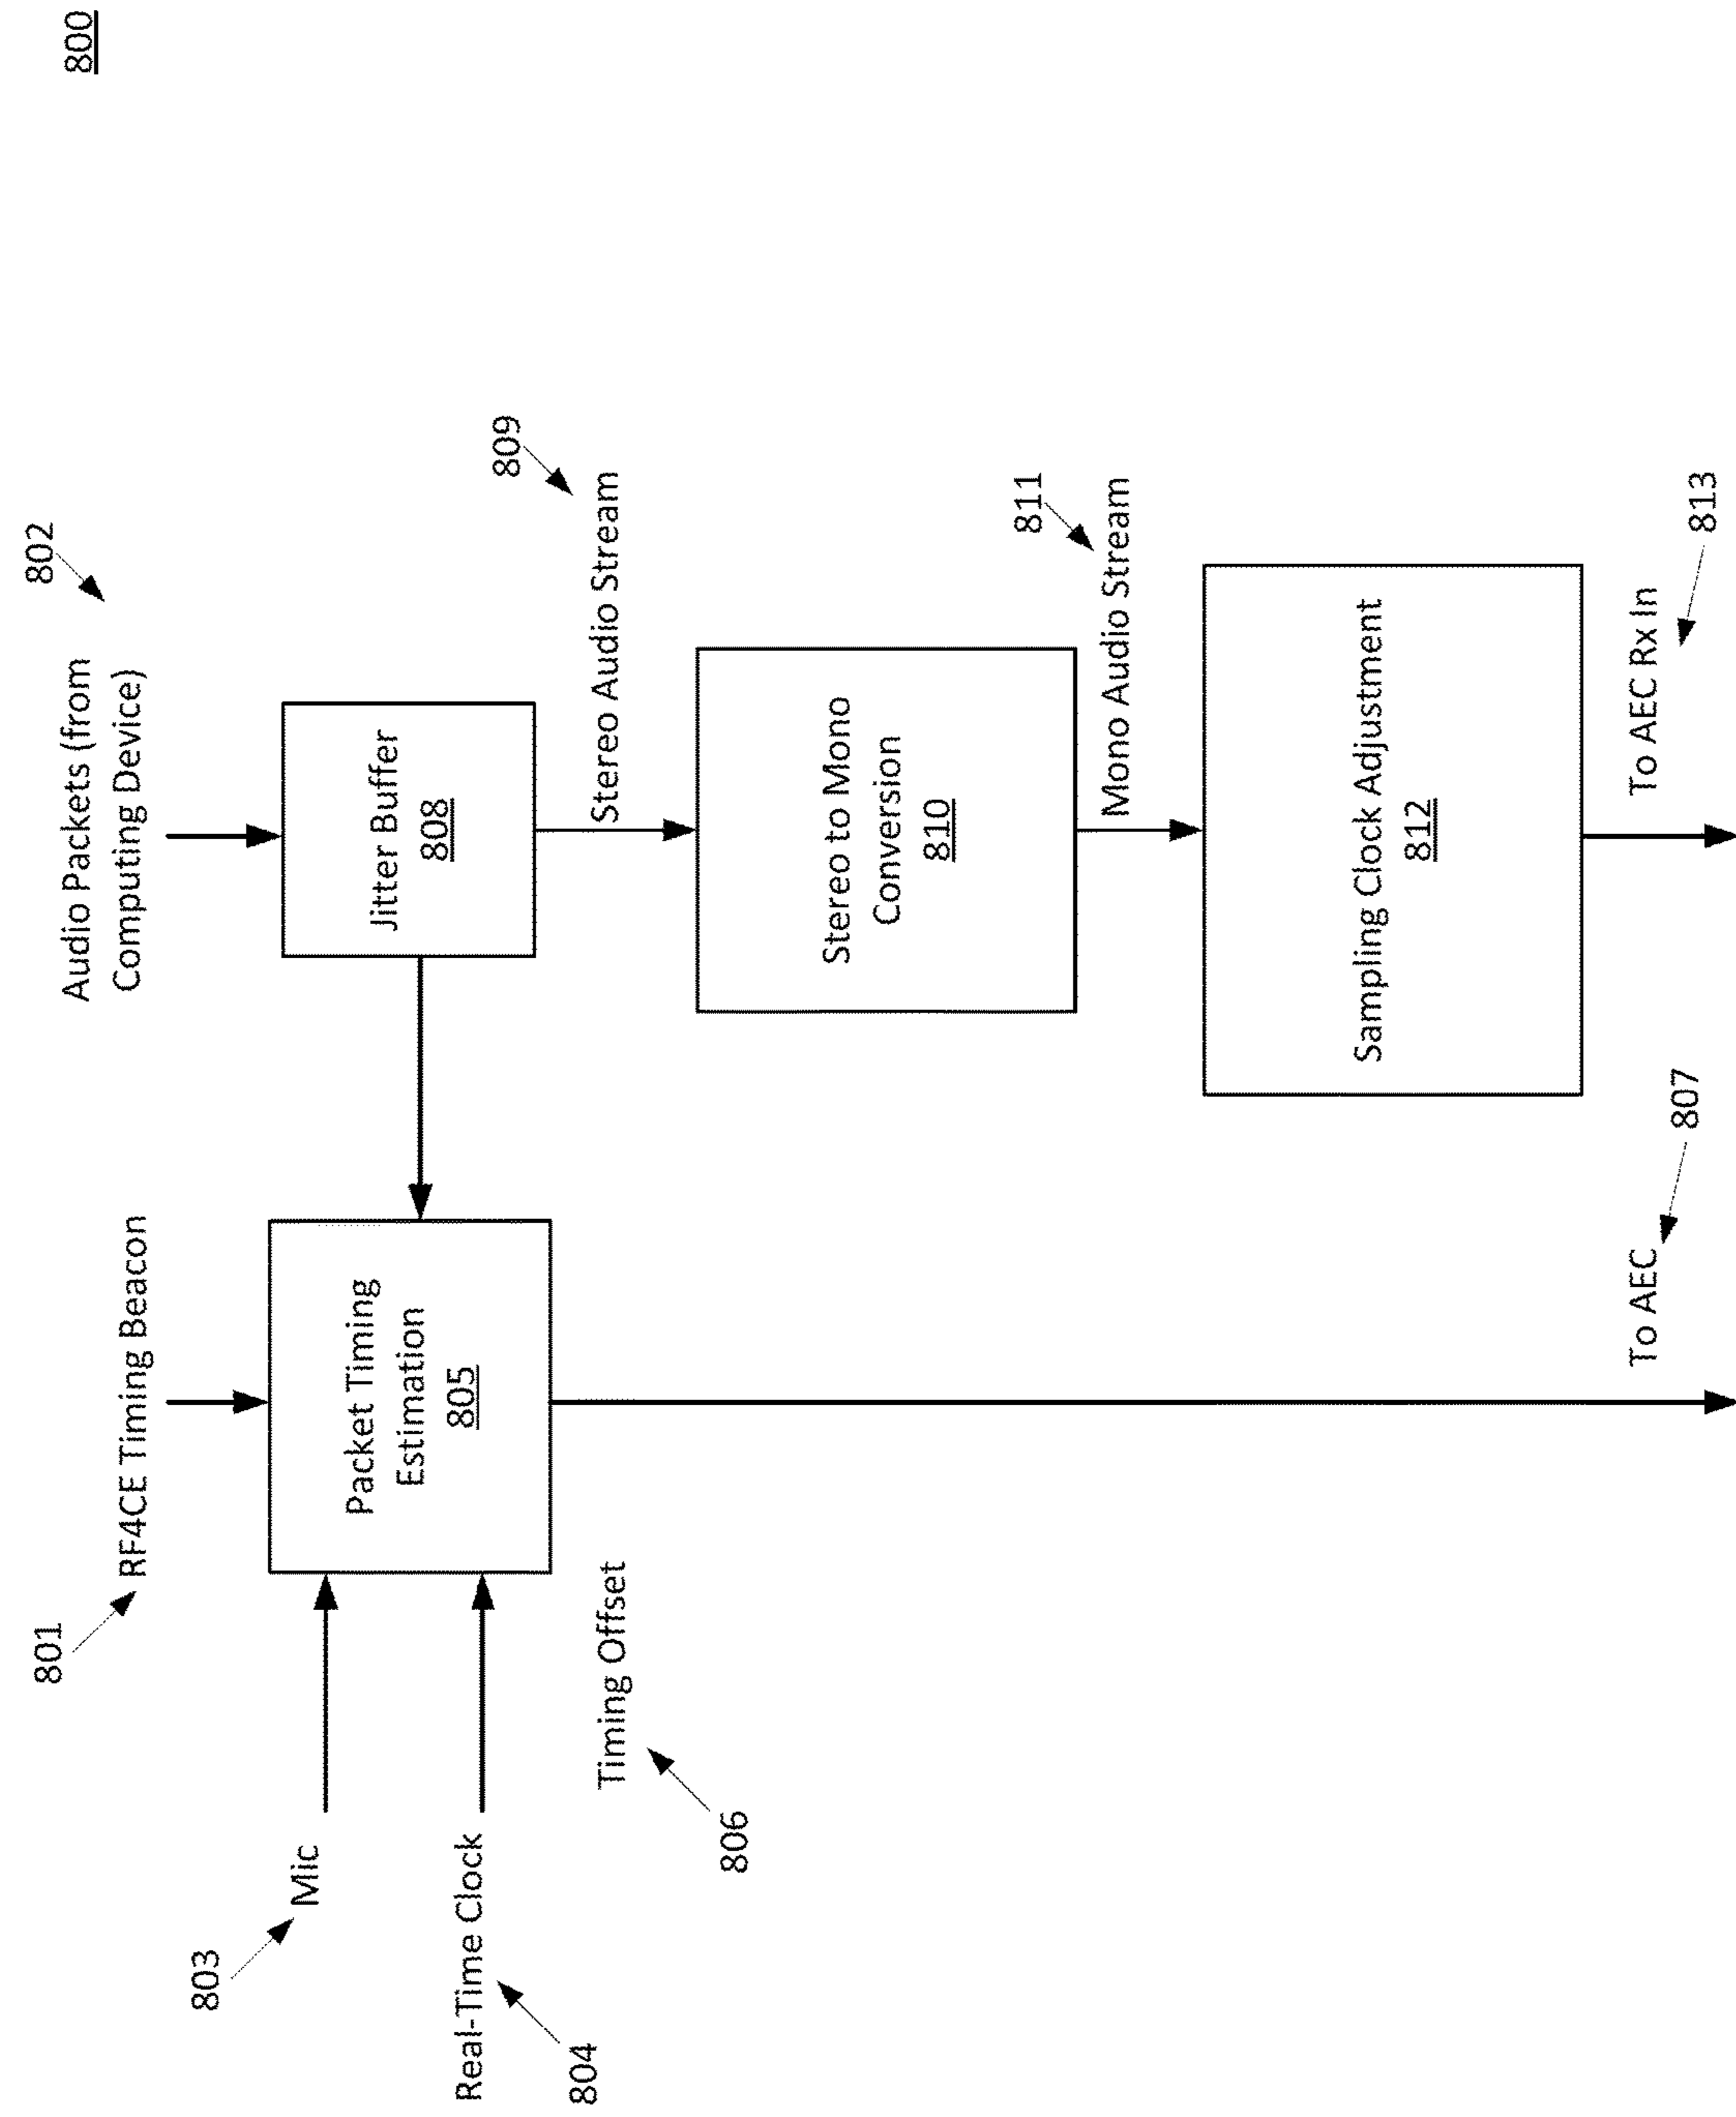 800
802
801
Audio Packets (from
Computing Device)
RF4CE Timing Beacon
803
Mic
Packet Timing
Estimation
805
Jitter Buffer
808
Real-Time Clock
804
809
Timing Offset
806
Stereo Audio Stream
Stereo to Mono
Conversion
810
811
Mono Audio Stream
Sampling Clock Adjustment
812
To AEC
807
To AEC Rx In
813